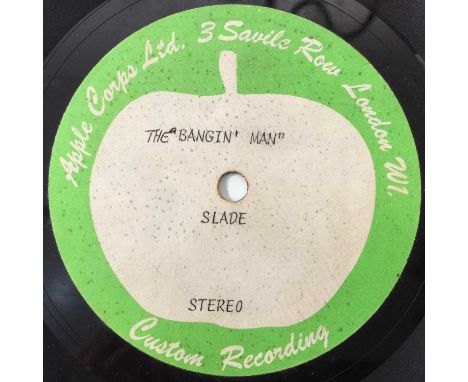 Apple Corps Ltd. 3 Savile Row London W1.
THE "BANGIN' MAN"
SLADE
STEREO
Custom Recording